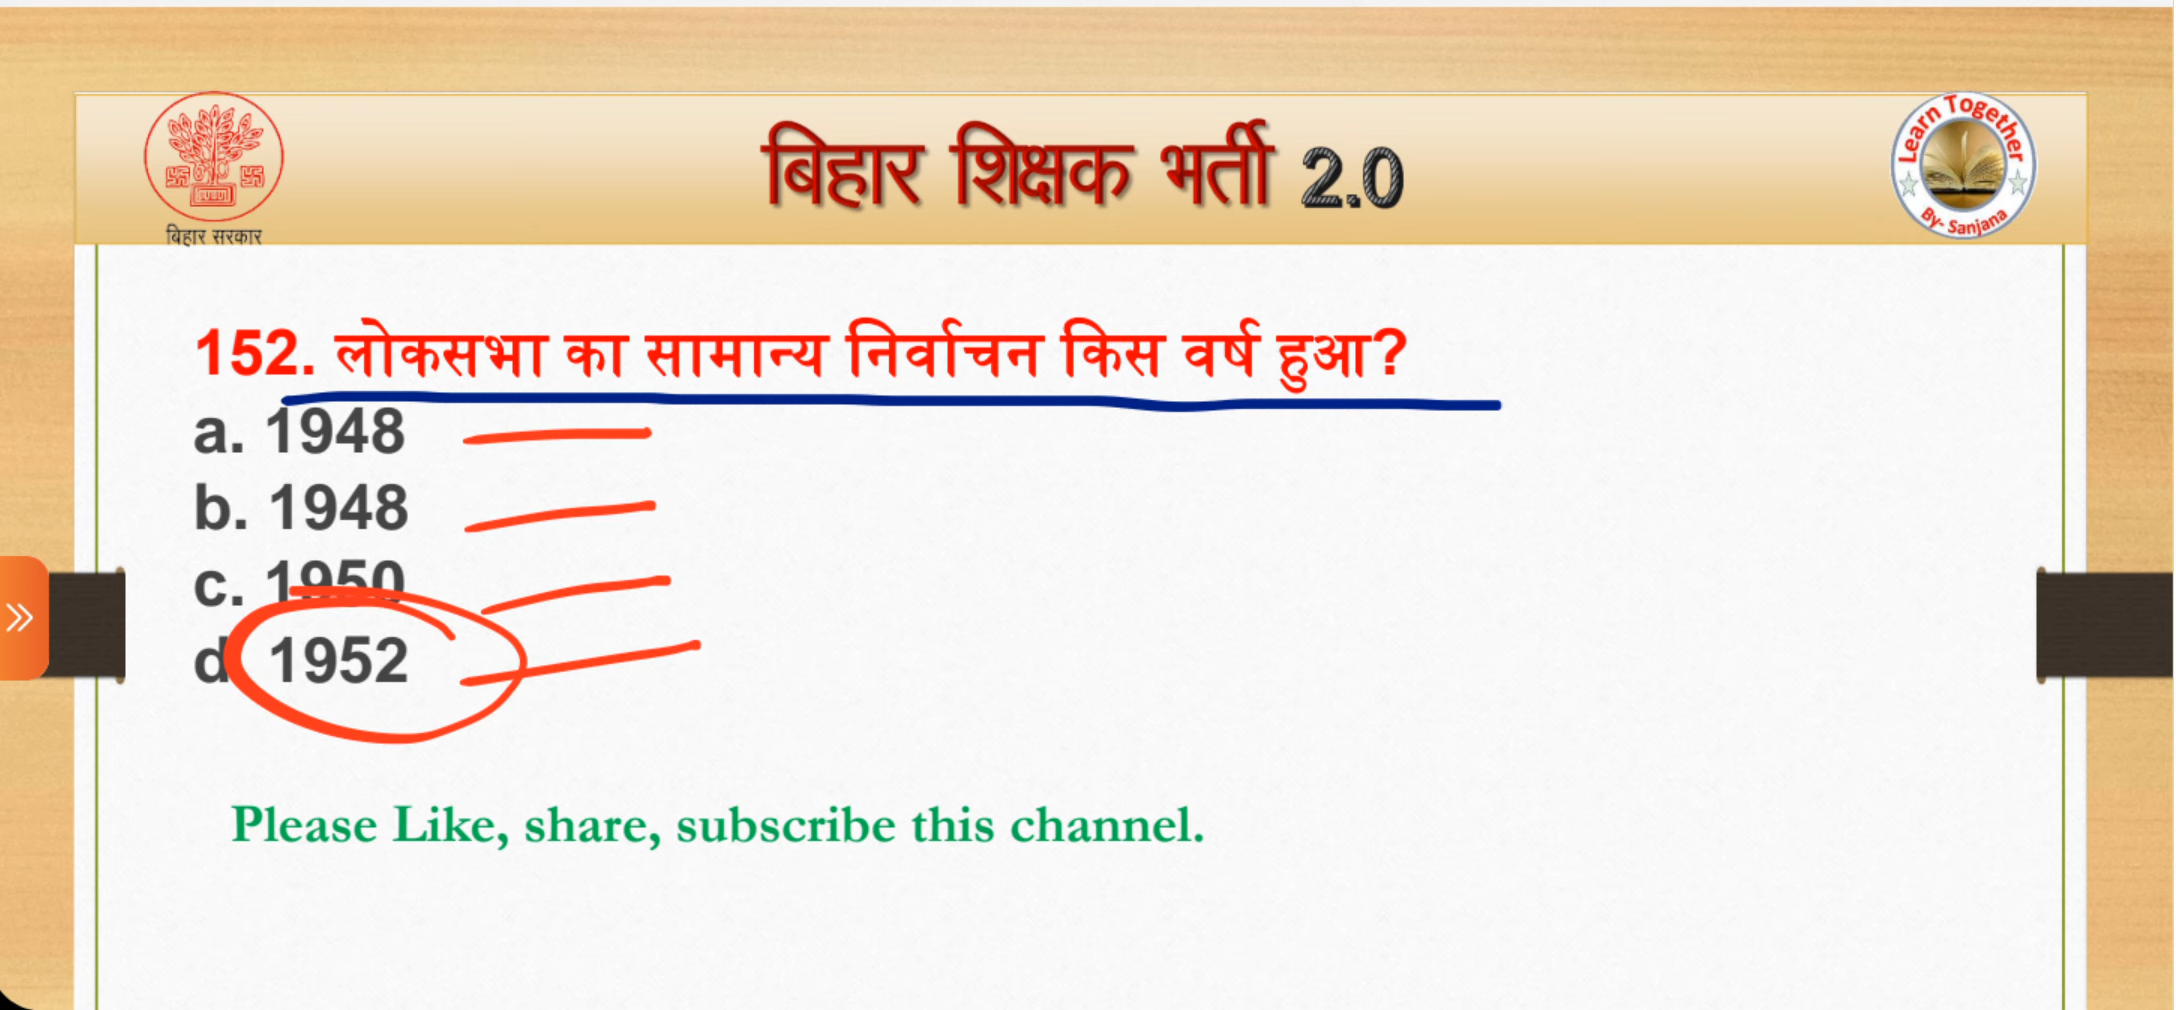 बिहार सरकार
बिहार शिक्षक भर्ती 2.0
Learn Together
By- Sanjana
152. लोकसभा का सामान्य निर्वाचन किस वर्ष हुआ?
a. 1948
b. 1948
c. 1950
d. 1952
Please Like, share, subscribe this channel.